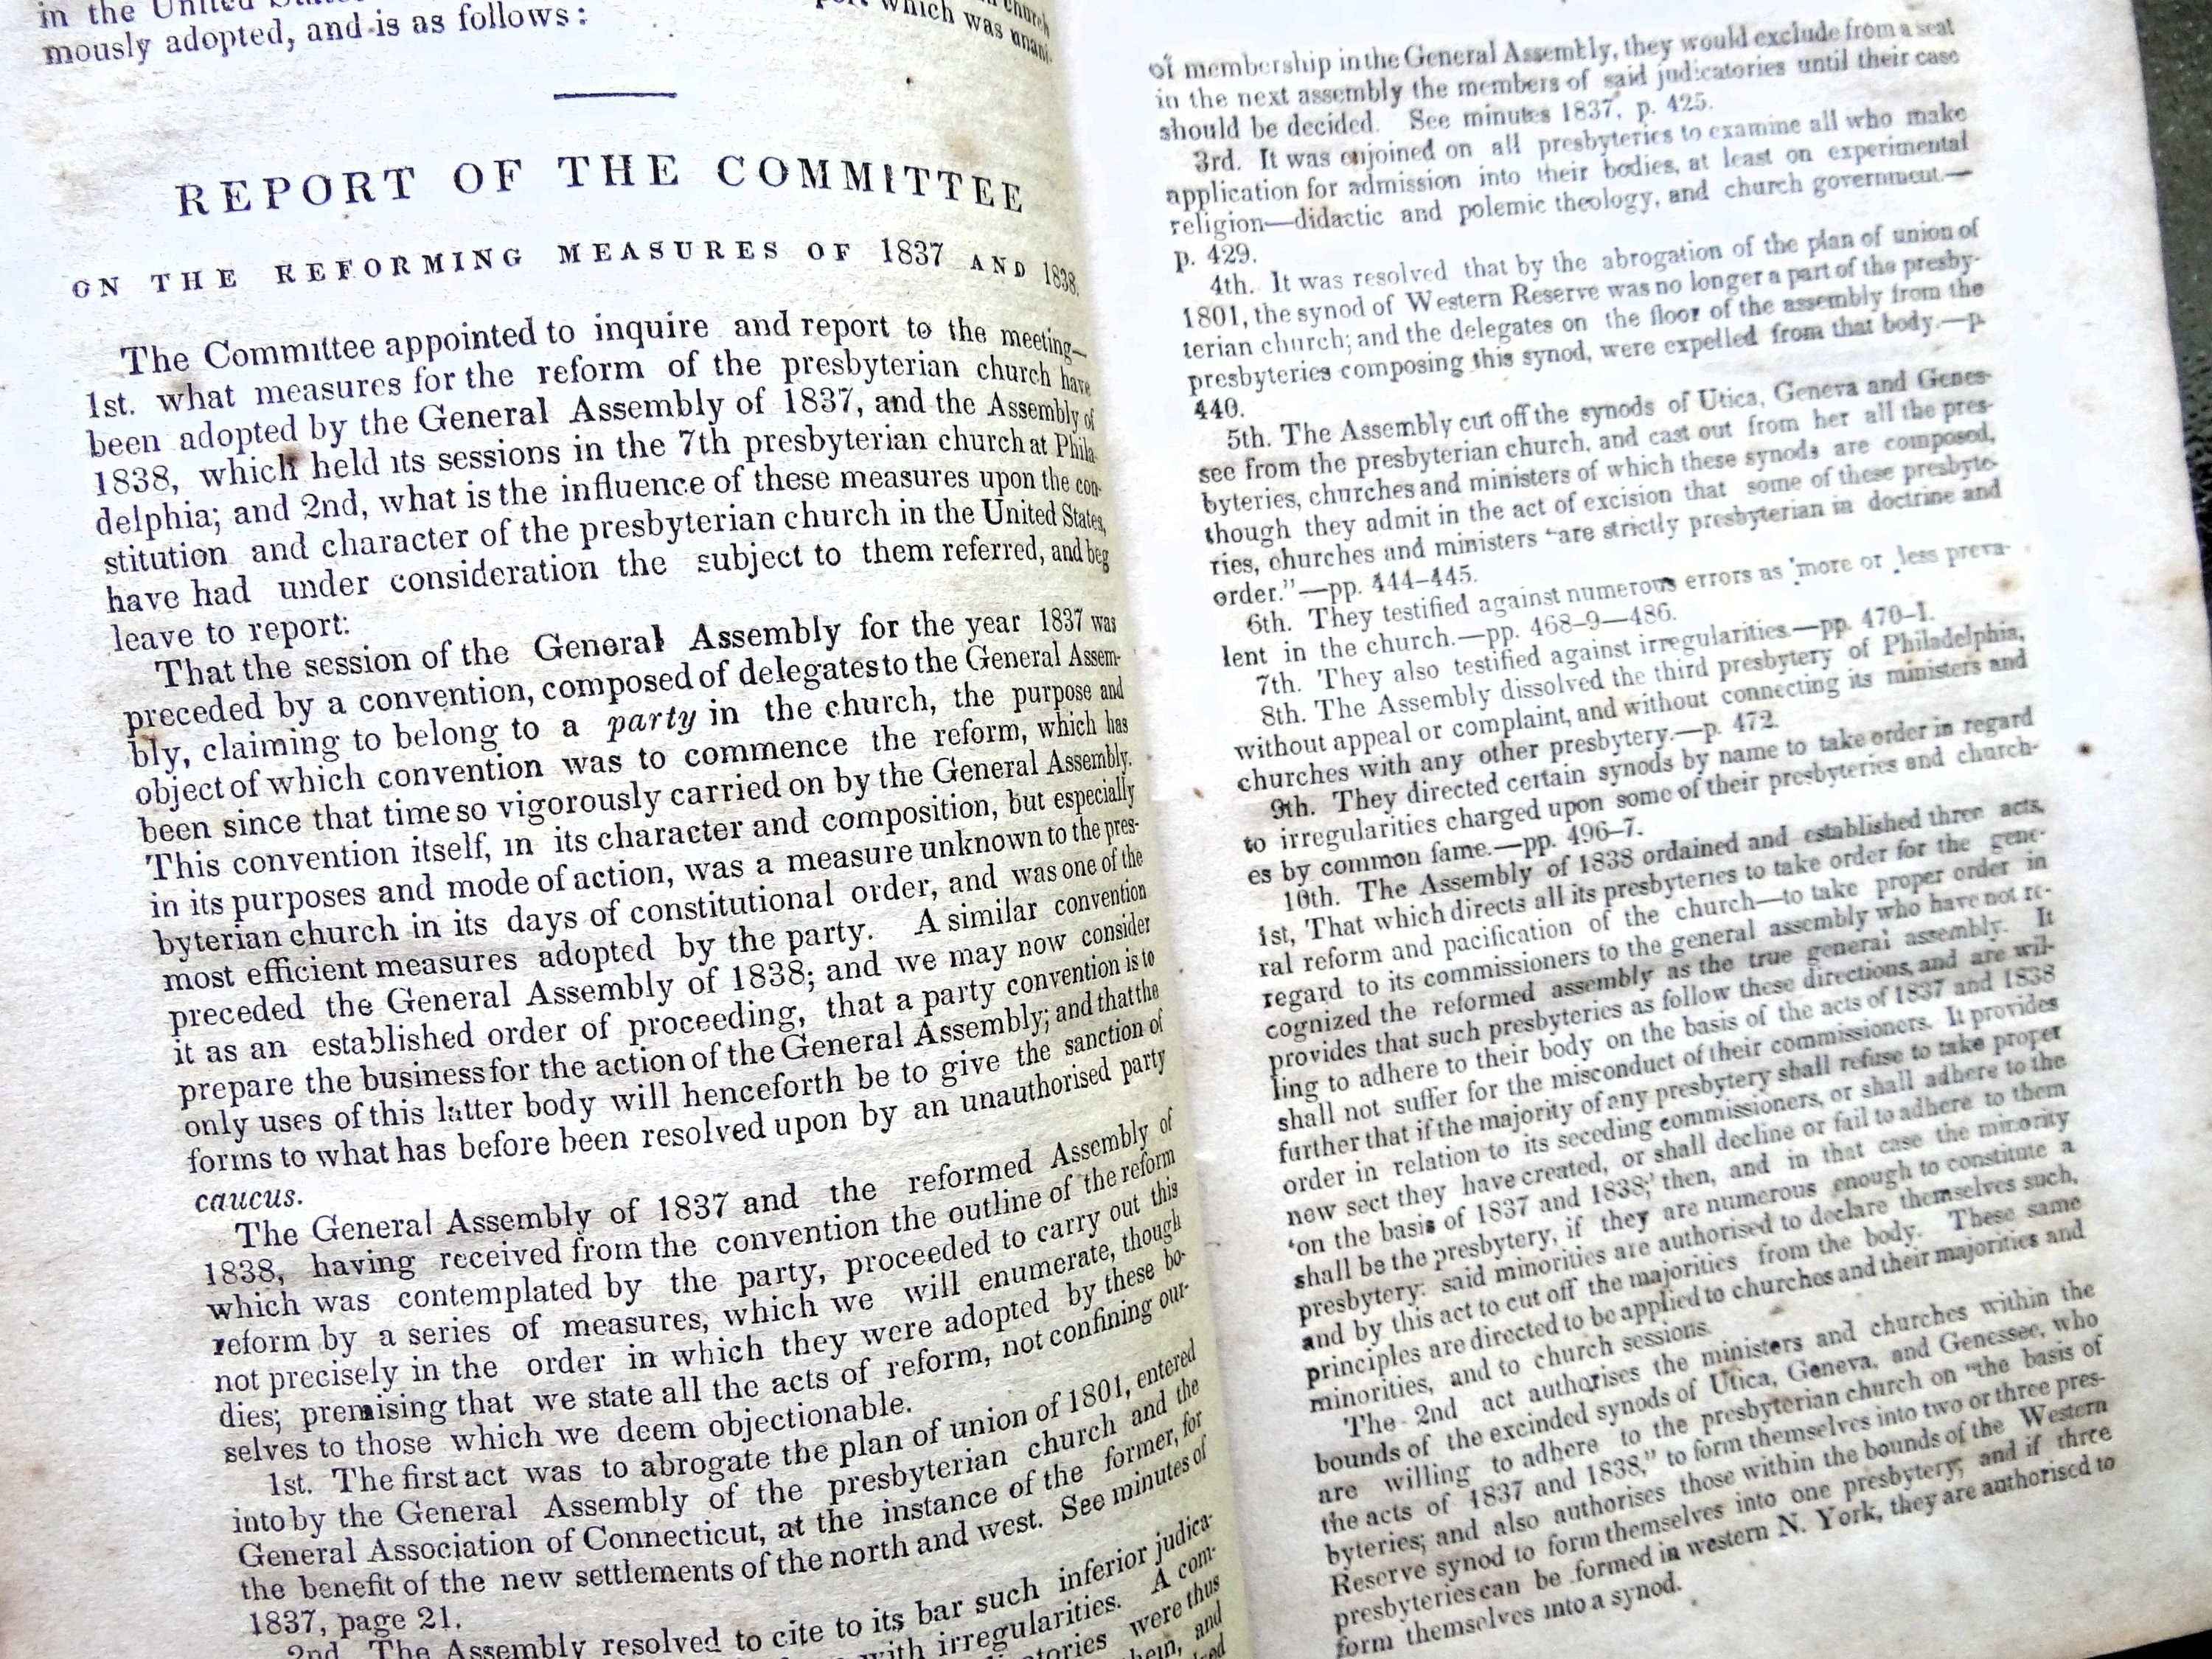 in the United
church
which was unani-
mously adopted, and is as follows:
REPORT OF THE COMMITTEE
ON THE REFORMING MEASURES OF 1837 AND 1838.
The Committee appointed to inquire and report to the meeting—
1st. what measures for the reform of the presbyterian church have
been adopted by the General Assembly of 1837, and the Assembly of
1838, which held its sessions in the 7th presbyterian church at Phila-
delphia; and 2nd, what is the influence of these measures upon the con-
stitution and character of the presbyterian church in the United States,
have had under consideration the subject to them referred, and beg
leave to report:
That the session of the General Assembly for the year 1837 was
preceded by a convention, composed of delegates to the General Assem-
bly, claiming to belong to a party in the church, the purpose and
object of which convention was to commence the reform, which has
been since that time so vigorously carried on by the General Assembly.
This convention itself, in its character and composition, but especially
in its purposes and mode of action, was a measure unknown to the pres-
byterian church in its days of constitutional order, and was one of the
most efficient measures adopted by the party. A similar convention
preceded the General Assembly of 1838; and we may now consider
it as an established order of proceeding, that a party convention is to
prepare the business for the action of the General Assembly; and that the
only uses of this latter body will henceforth be to give the sanction of
forms to what has before been resolved upon by an unauthorised party
caucus.
The General Assembly of 1837 and the reformed Assembly of
1838, having received from the convention the outline of the reform
which was contemplated by the party, proceeded to carry out this
reform by a series of measures, which we will enumerate, though
not precisely in the order in which they were adopted by these bo-
dies; premising that we state all the acts of reform, not confining our-
selves to those which we deem objectionable.
1st. The first act was to abrogate the plan of union of 1801, entered
into by the General Assembly of the presbyterian church and the
General Association of Connecticut, at the instance of the former, for
the benefit of the new settlements of the north and west. See minutes of
1837, page 21.
2nd. The Assembly resolved to cite to its bar such inferior judica-
with irregularities. A com-
were thus
and
of membership in the General Assembly, they would exclude from a seat
in the next assembly the members of said judicatories until their case
should be decided. See minutes 1837, p. 425.
3rd. It was enjoined on all presbyteries to examine all who make
application for admission into their bodies, at least on experimental
religion—didactic and polemic theology, and church government.—
p. 429.
4th. It was resolved that by the abrogation of the plan of union of
1801, the synod of Western Reserve was no longer a part of the presby-
terian church; and the delegates on the floor of the assembly from the
presbyteries composing this synod, were expelled from that body.—p.
440.
5th. The Assembly cut off the synods of Utica, Geneva and Genes-
see from the presbyterian church, and cast out from her all the pres-
byteries, churches and ministers of which these synods are composed,
though they admit in the act of excision that some of these presbyte-
ries, churches and ministers "are strictly presbyterian in doctrine and
order."—pp. 444–445.
6th. They testified against numerous errors as 'more or less preva-
lent in the church.—pp. 468–9—486.
7th. They also testified against irregularities.—pp. 470–1.
8th. The Assembly dissolved the third presbytery of Philadelphia,
without appeal or complaint, and without connecting its ministers and
churches with any other presbytery.—p. 472.
9th. They directed certain synods by name to take order in regard
to irregularities charged upon some of their presbyteries and church-
es by common fame.—pp. 496–7.
10th. The Assembly of 1838 ordained and established three acts,
1st, That which directs all its presbyteries to take order for the gene-
ral reform and pacification of the church—to take proper order in
regard to its commissioners to the general assembly who have not re-
cognized the reformed assembly as the true general assembly. It
provides that such presbyteries as follow these directions, and are wil-
ling to adhere to their body on the basis of the acts of 1837 and 1838
shall not suffer for the misconduct of their commissioners. It provides
further that if the majority of any presbytery shall refuse to take proper
order in relation to its seceding commissioners, or shall adhere to the
new sect they have created, or shall decline or fail to adhere to them
'on the basis of 1837 and 1838;' then, and in that case the minority
shall be the presbytery, if they are numerous enough to constitute a
presbytery: said minorities are authorised to declare themselves such,
and by this act to cut off the majorities from the body. These same
principles are directed to be applied to churches and their majorities and
minorities, and to church sessions.
The 2nd act authorises the ministers and churches within the
bounds of the excinded synods of Utica, Geneva, and Genessee, who
are willing to adhere to the presbyterian church on "the basis of
the acts of 1837 and 1838," to form themselves into two or three pres-
byteries; and also authorises those within the bounds of the Western
Reserve synod to form themselves into one presbytery; and if three
presbyteries can be formed in western N. York, they are authorised to
form themselves into a synod.